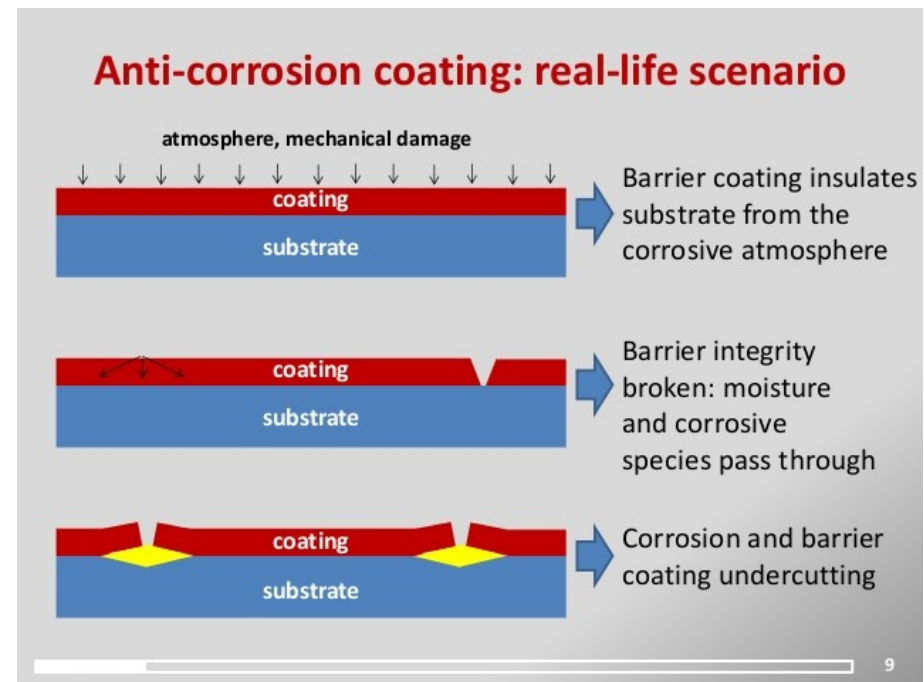 Anti-corrosion coating: real-life scenario
atmosphere, mechanical damage
coating
substrate
Barrier coating insulates
substrate from the
corrosive atmosphere
coating
substrate
Barrier integrity
broken: moisture
and corrosive
species pass through
coating
substrate
Corrosion and barrier
coating undercutting
9